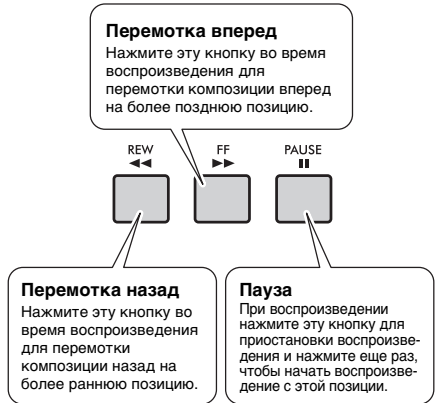 Перемотка вперед
Нажмите эту кнопку во время
воспроизведения для
перемотки композиции вперед
на более позднюю позицию.
REW
FF
PAUSE
Перемотка назад
Нажмите эту кнопку во
время воспроизведения
для перемотки
композиции назад на
более раннюю позицию.
Пауза
При воспроизведении
нажмите эту кнопку для
приостановки воспроизве-
дения и нажмите еще раз,
чтобы начать воспроизве-
дение с этой позиции.